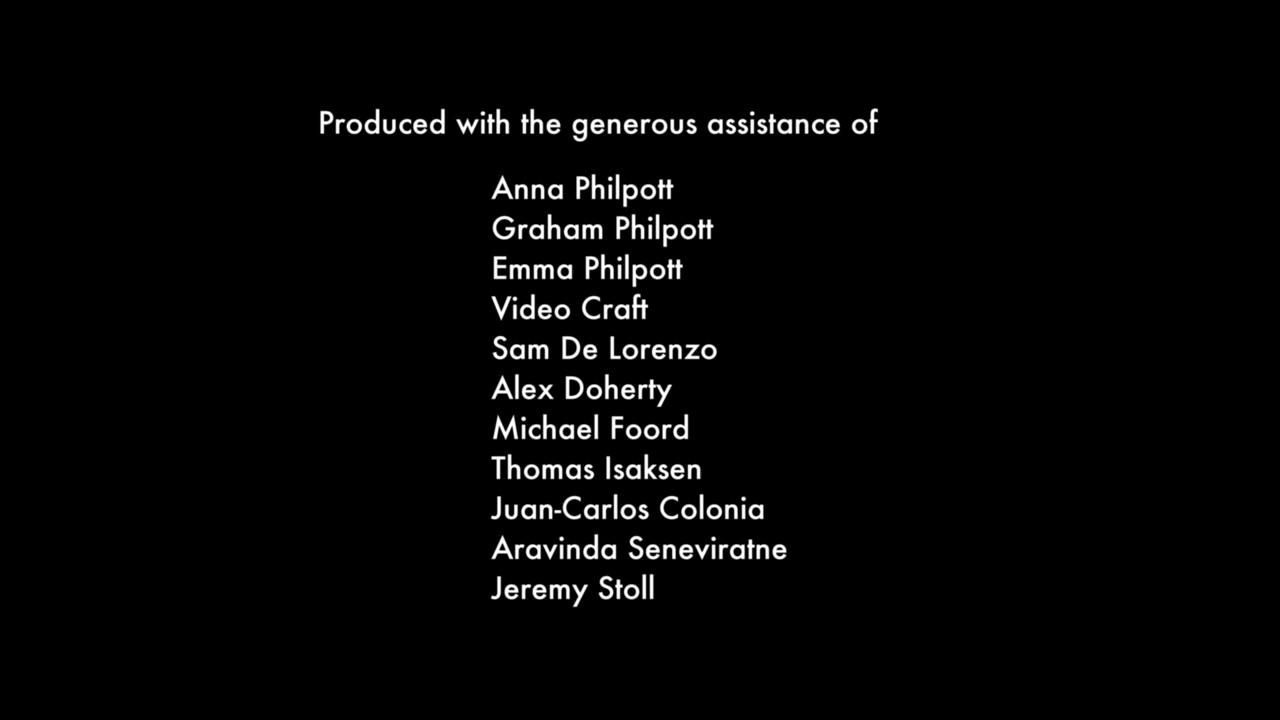 Produced with the generous assistance of
Anna Philpott
Graham Philpott
Emma Philpott
Video Craft
Sam De Lorenzo
Alex Doherty
Michael Foord
Thomas Isaksen
Juan-Carlos Colonia
Aravinda Seneviratne
Jeremy Stoll